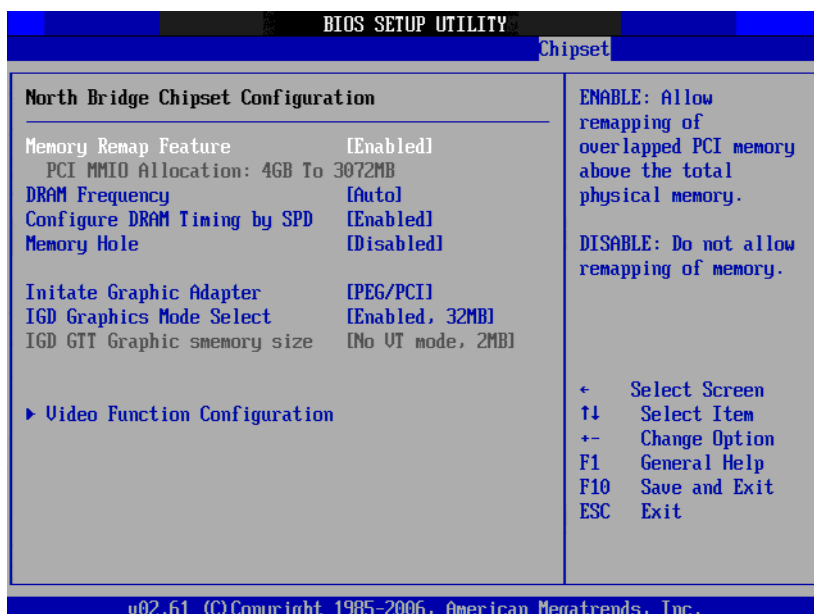 BIOS SETUP UTILITY
Chipset
North Bridge Chipset Configuration
Memory Remap Feature [Enabled]
PCI MMIO Allocation: 4GB To 3072MB
DRAM Frequency [Auto]
Configure DRAM Timing by SPD [Enabled]
Memory Hole [Disabled]
Initate Graphic Adapter [PEG/PCI]
IGD Graphics Mode Select [Enabled, 32MB]
IGD GTT Graphic smemory size [No VT mode, 2MB]
▶ Video Function Configuration
ENABLE: Allow
remapping of
overlapped PCI memory
above the total
physical memory.
DISABLE: Do not allow
remapping of memory.
← Select Screen
↑↓ Select Item
+- Change Option
F1 General Help
F10 Save and Exit
ESC Exit
v02.61 (C)Copyright 1985-2006, American Megatrends, Inc.